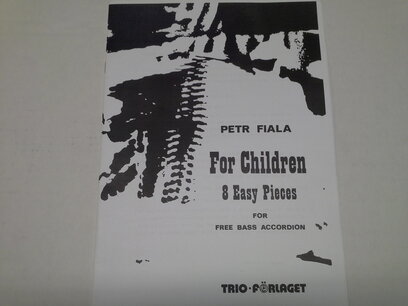 PETR FIALA
For Children
8 Easy Pieces
FOR
FREE BASS ACCORDION
TRIO·FÖRLAGET